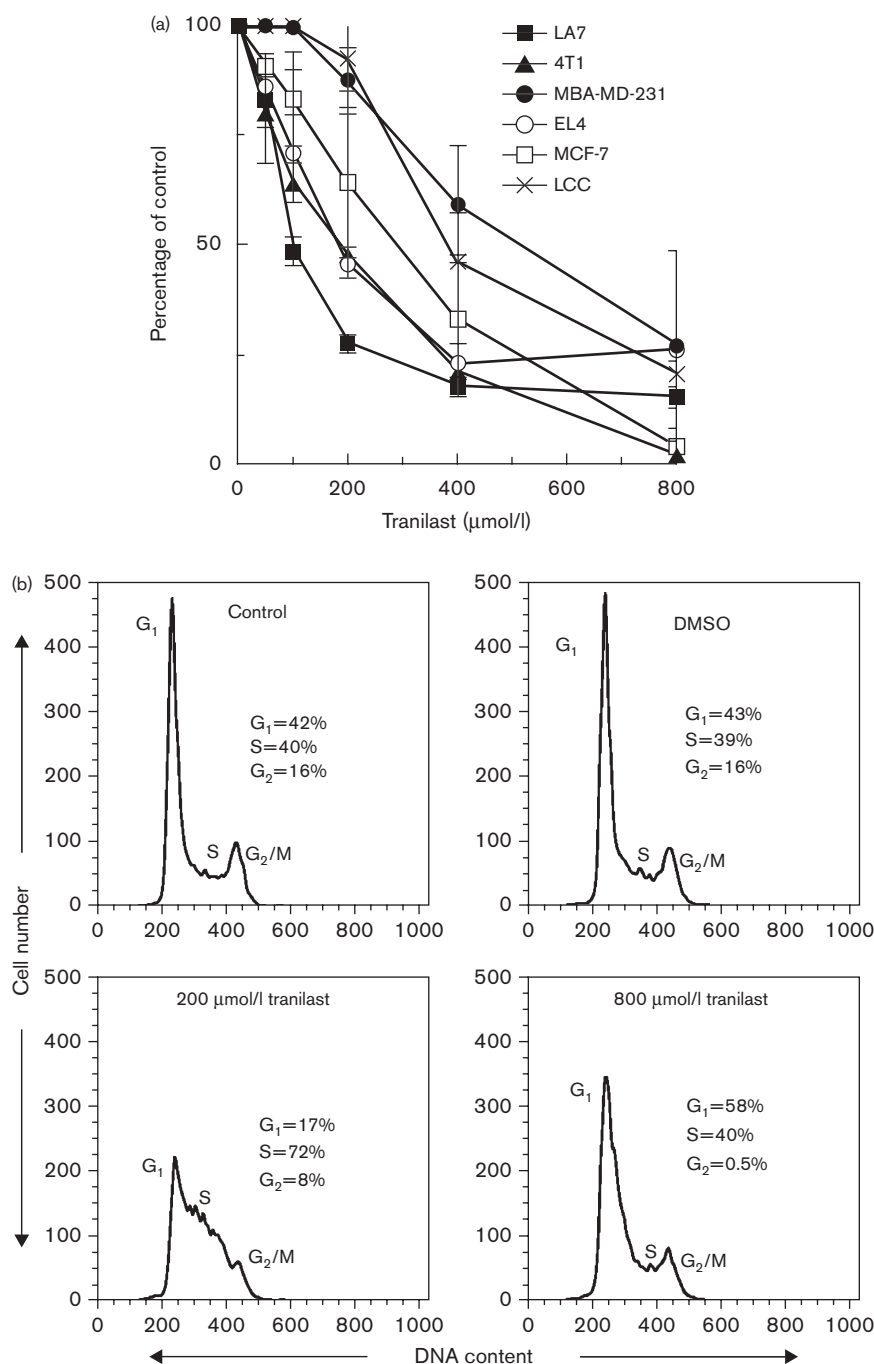 (a)
100
50
0
Percentage of control
0 200 400 600 800
Tranilast (μmol/l)
LA7
4T1
MBA-MD-231
EL4
MCF-7
LCC
(b)
Cell number
500
400
300
200
100
0
G₁
Control
G₁=42%
S=40%
G₂=16%
S
G₂/M
0 200 400 600 800 1000
500
400
300
200
100
0
G₁
DMSO
G₁=43%
S=39%
G₂=16%
S
G₂/M
0 200 400 600 800 1000
500
400
300
200
100
0
200 μmol/l tranilast
G₁=17%
S=72%
G₂=8%
G₁
S
G₂/M
0 200 400 600 800 1000
500
400
300
200
100
0
800 μmol/l tranilast
G₁
G₁=58%
S=40%
G₂=0.5%
S
G₂/M
0 200 400 600 800 1000
DNA content